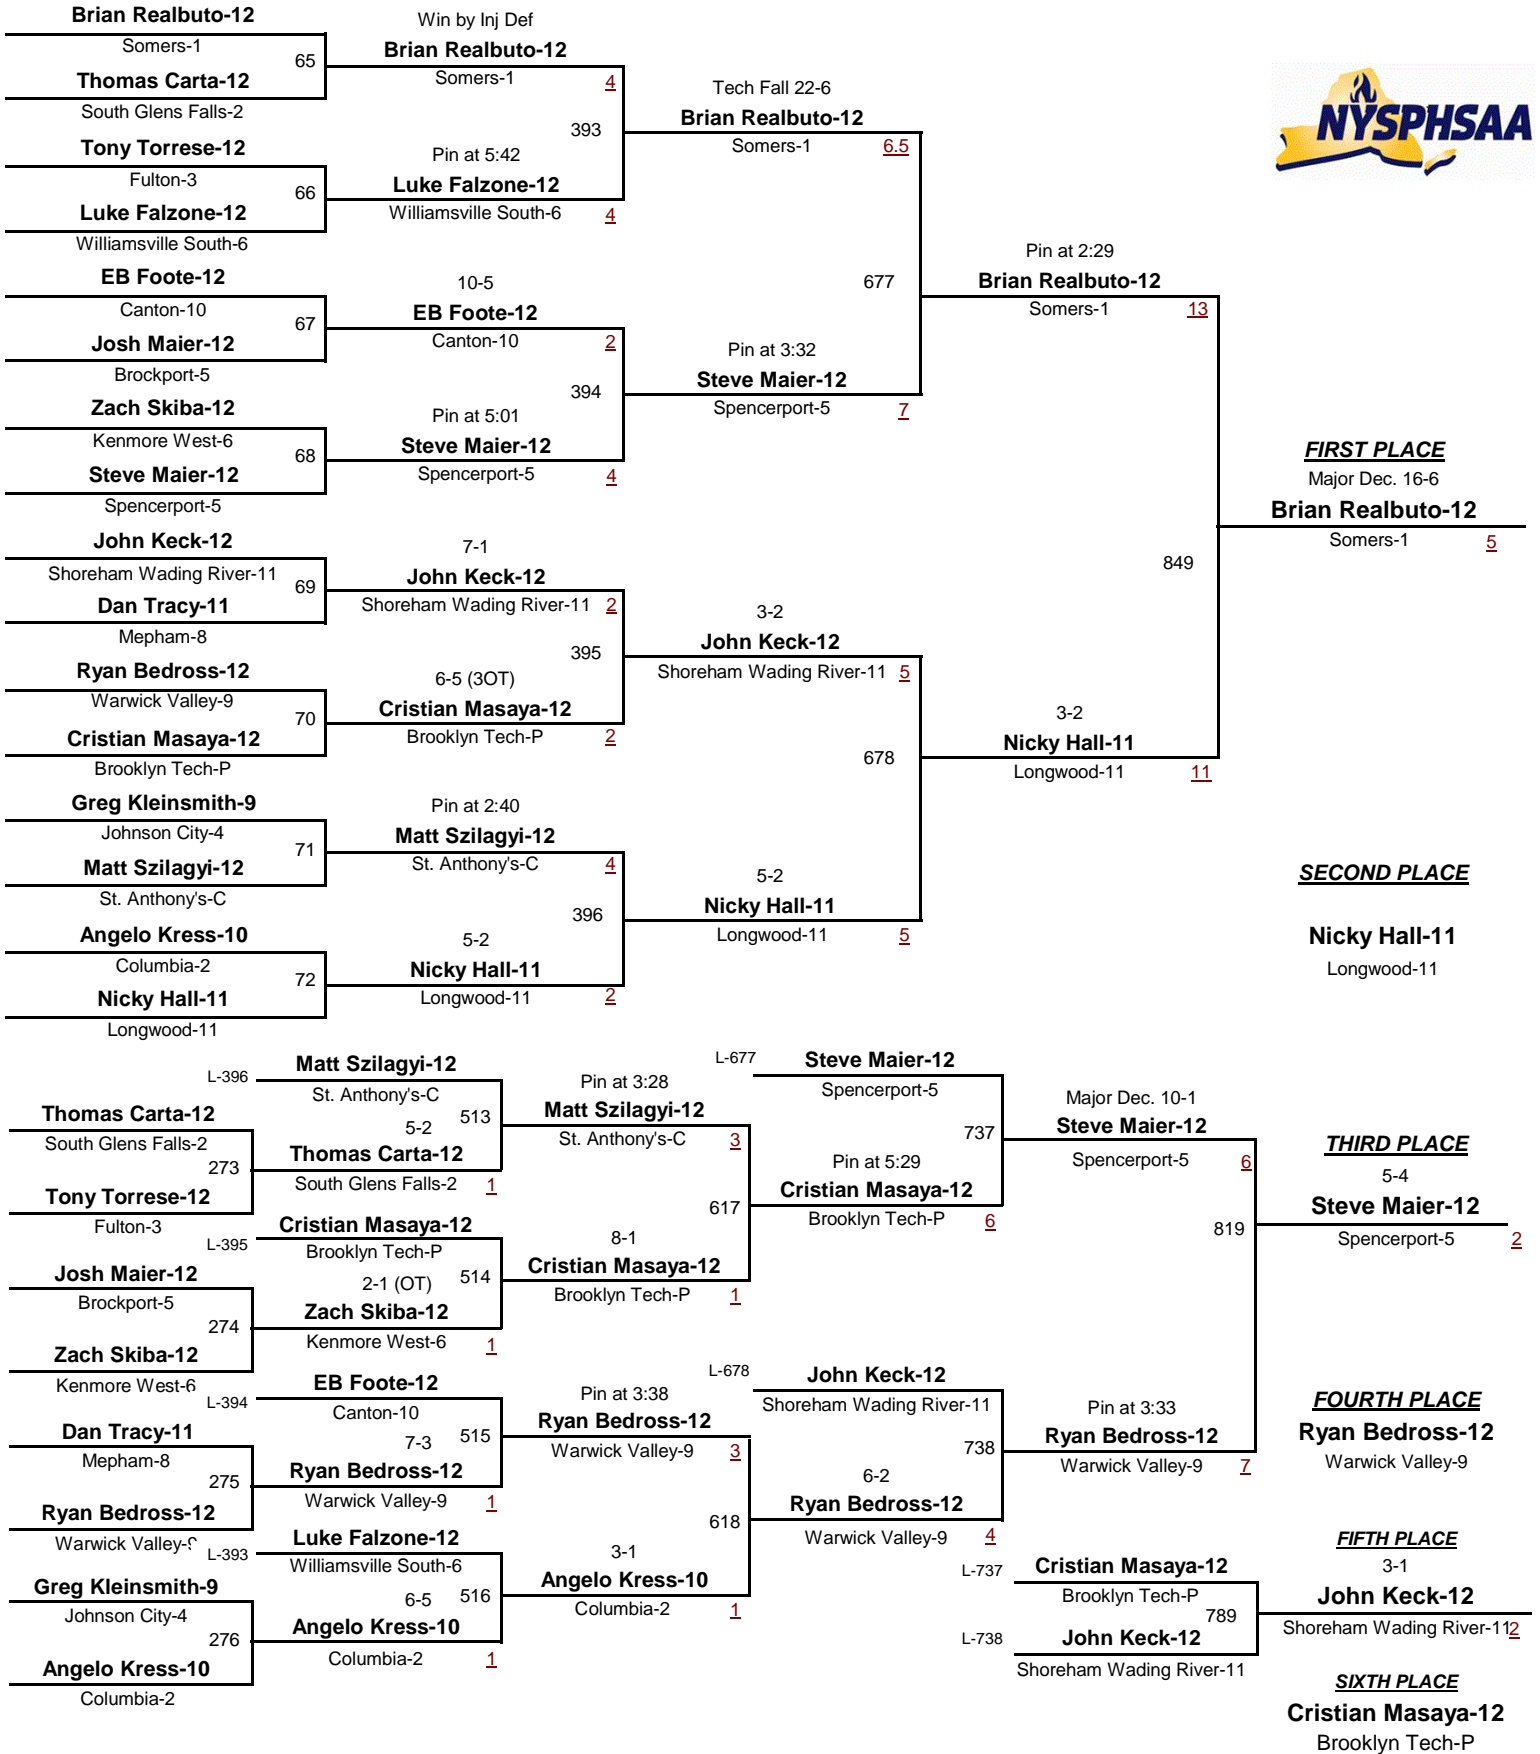 Brian Realbuto-12
Somers-1
65
Thomas Carta-12
South Glens Falls-2
Tony Torrese-12
Fulton-3
66
Luke Falzone-12
Williamsville South-6
EB Foote-12
Canton-10
67
Josh Maier-12
Brockport-5
Zach Skiba-12
Kenmore West-6
68
Steve Maier-12
Spencerport-5
John Keck-12
Shoreham Wading River-11
69
Dan Tracy-11
Mepham-8
Ryan Bedross-12
Warwick Valley-9
70
Cristian Masaya-12
Brooklyn Tech-P
Greg Kleinsmith-9
Johnson City-4
71
Matt Szilagyi-12
St. Anthony's-C
Angelo Kress-10
Columbia-2
72
Nicky Hall-11
Longwood-11
Win by Inj Def
Brian Realbuto-12
Somers-1
4
393
Pin at 5:42
Luke Falzone-12
Williamsville South-6
4
10-5
EB Foote-12
Canton-10
2
394
Pin at 5:01
Steve Maier-12
Spencerport-5
4
7-1
John Keck-12
Shoreham Wading River-11
2
395
6-5 (3OT)
Cristian Masaya-12
Brooklyn Tech-P
2
Pin at 2:40
Matt Szilagyi-12
St. Anthony's-C
4
396
5-2
Nicky Hall-11
Longwood-11
2
Tech Fall 22-6
Brian Realbuto-12
Somers-1
6.5
677
Pin at 3:32
Steve Maier-12
Spencerport-5
7
3-2
John Keck-12
Shoreham Wading River-11
5
678
5-2
Nicky Hall-11
Longwood-11
5
Pin at 2:29
Brian Realbuto-12
Somers-1
13
849
3-2
Nicky Hall-11
Longwood-11
11
NYSPHSAA
FIRST PLACE
Major Dec. 16-6
Brian Realbuto-12
Somers-1
5
SECOND PLACE
Nicky Hall-11
Longwood-11
Thomas Carta-12
South Glens Falls-2
273
Tony Torrese-12
Fulton-3
Josh Maier-12
Brockport-5
274
Zach Skiba-12
Kenmore West-6
Dan Tracy-11
Mepham-8
275
Ryan Bedross-12
Warwick Valley-9
Greg Kleinsmith-9
Johnson City-4
276
Angelo Kress-10
Columbia-2
L-396
Matt Szilagyi-12
St. Anthony's-C
5-2
513
Thomas Carta-12
South Glens Falls-2
1
L-395
Cristian Masaya-12
Brooklyn Tech-P
2-1 (OT)
514
Zach Skiba-12
Kenmore West-6
1
L-394
EB Foote-12
Canton-10
7-3
515
Ryan Bedross-12
Warwick Valley-9
1
L-393
Luke Falzone-12
Williamsville South-6
6-5
516
Angelo Kress-10
Columbia-2
1
Pin at 3:28
Matt Szilagyi-12
St. Anthony's-C
3
617
8-1
Cristian Masaya-12
Brooklyn Tech-P
1
Pin at 3:38
Ryan Bedross-12
Warwick Valley-9
3
618
3-1
Angelo Kress-10
Columbia-2
1
L-677
Steve Maier-12
Spencerport-5
737
Pin at 5:29
Cristian Masaya-12
Brooklyn Tech-P
6
L-678
John Keck-12
Shoreham Wading River-11
738
6-2
Ryan Bedross-12
Warwick Valley-9
4
Major Dec. 10-1
Steve Maier-12
Spencerport-5
6
819
Pin at 3:33
Ryan Bedross-12
Warwick Valley-9
7
L-737
Cristian Masaya-12
Brooklyn Tech-P
789
L-738
John Keck-12
Shoreham Wading River-11
THIRD PLACE
5-4
Steve Maier-12
Spencerport-5
2
FOURTH PLACE
Ryan Bedross-12
Warwick Valley-9
FIFTH PLACE
3-1
John Keck-12
Shoreham Wading River-11
2
SIXTH PLACE
Cristian Masaya-12
Brooklyn Tech-P